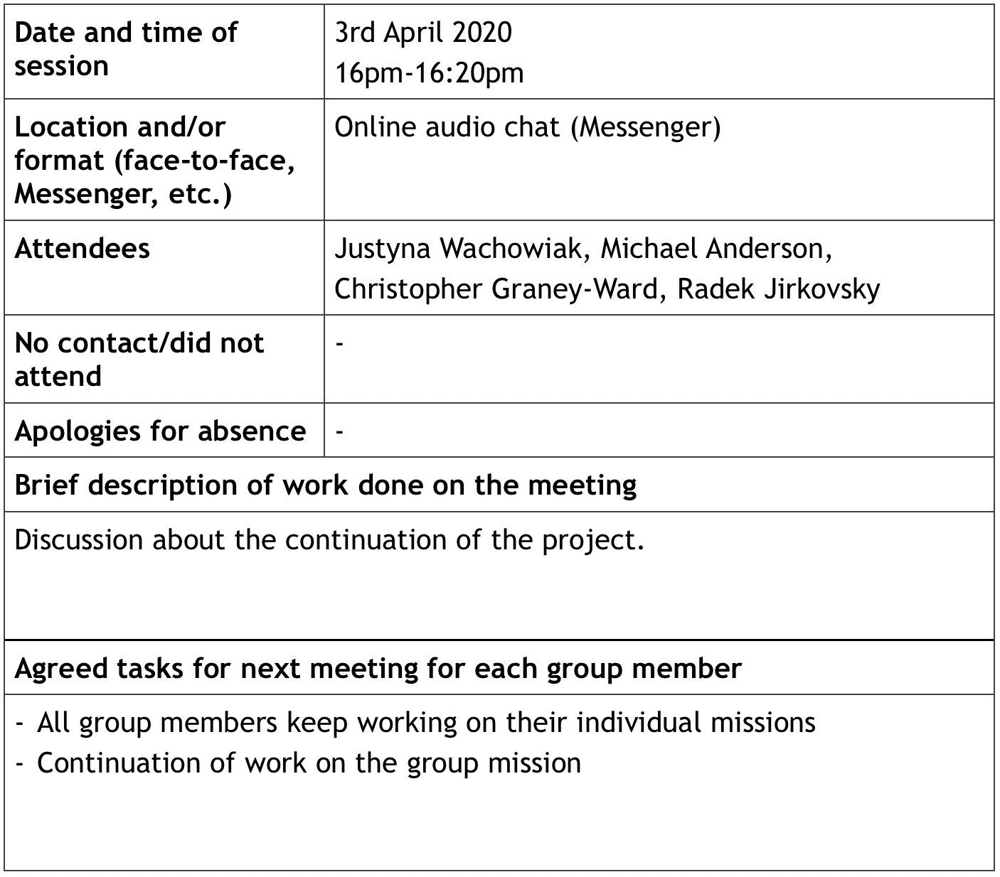 Date and time of
session
3rd April 2020
16pm-16:20pm
Location and/or
format (face-to-face,
Messenger, etc.)
Online audio chat (Messenger)
Attendees
Justyna Wachowiak, Michael Anderson,
Christopher Graney-Ward, Radek Jirkovsky
No contact/did not
attend
-
Apologies for absence
-
Brief description of work done on the meeting
Discussion about the continuation of the project.
Agreed tasks for next meeting for each group member
- All group members keep working on their individual missions
- Continuation of work on the group mission